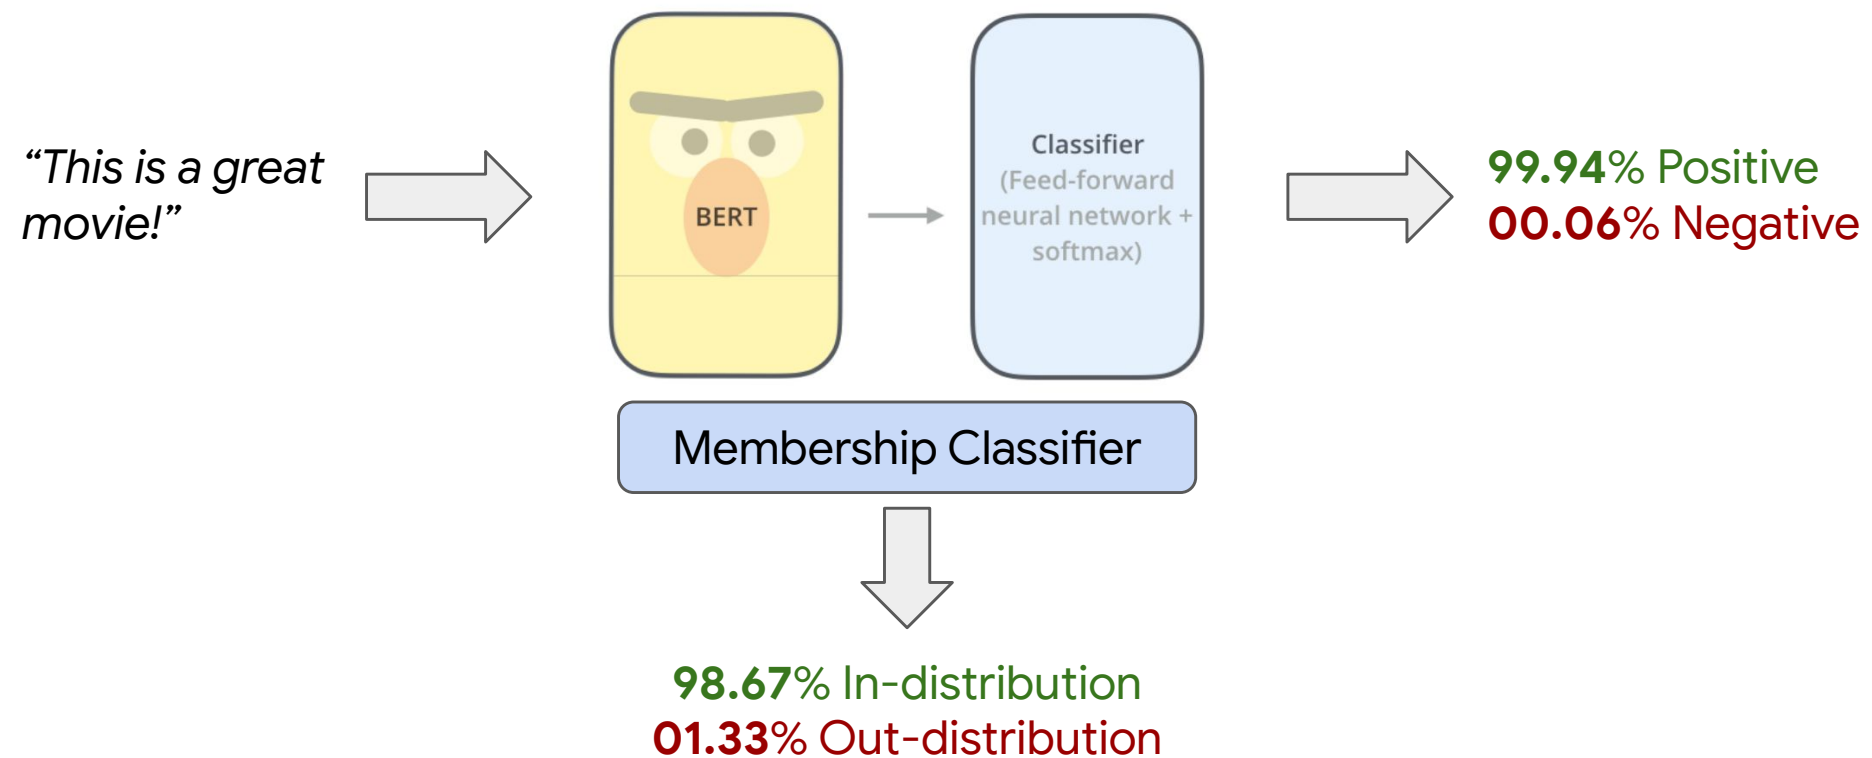 “This is a great
movie!”
BERT
Classifier
(Feed-forward
neural network +
softmax)
99.94% Positive
00.06% Negative
Membership Classifier
98.67% In-distribution
01.33% Out-distribution